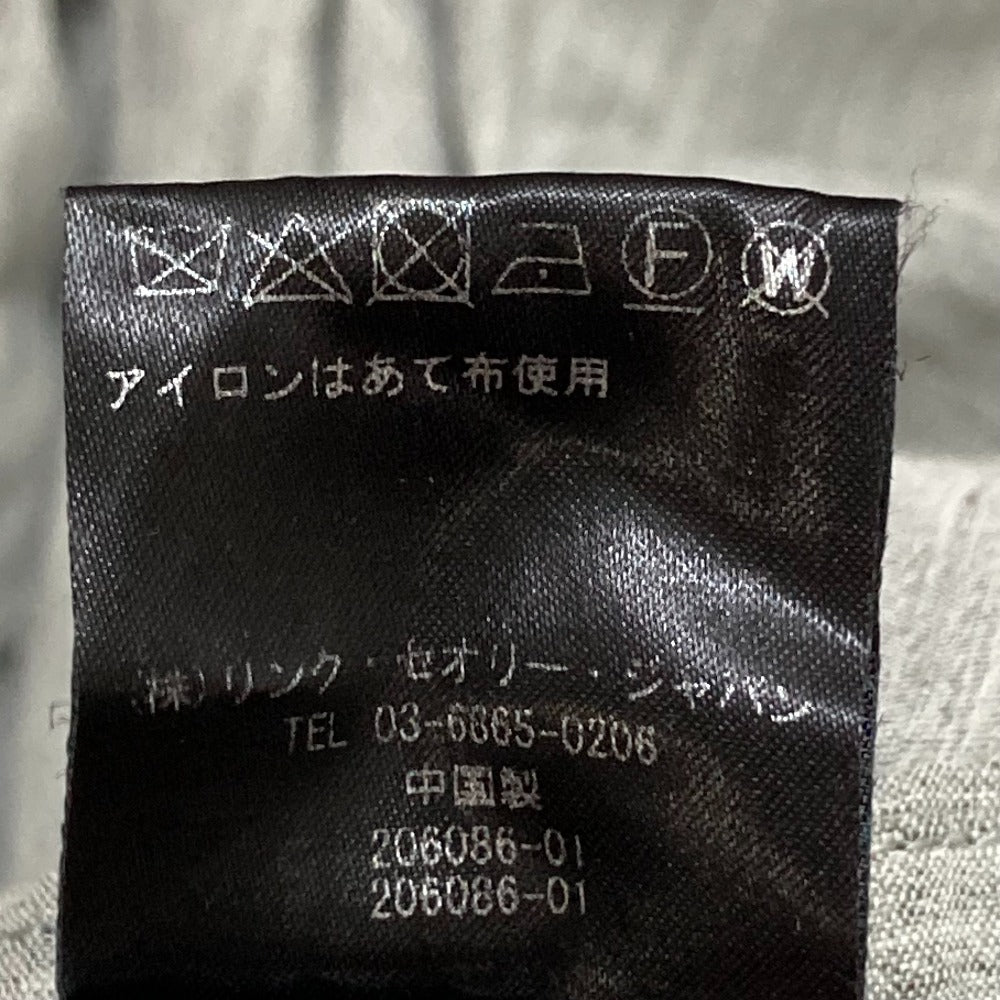 F W
アイロンはあて布使用
(株)リンク・セオリー・ジャパン
TEL 03-6865-0206
中国製
206086-01
206086-01